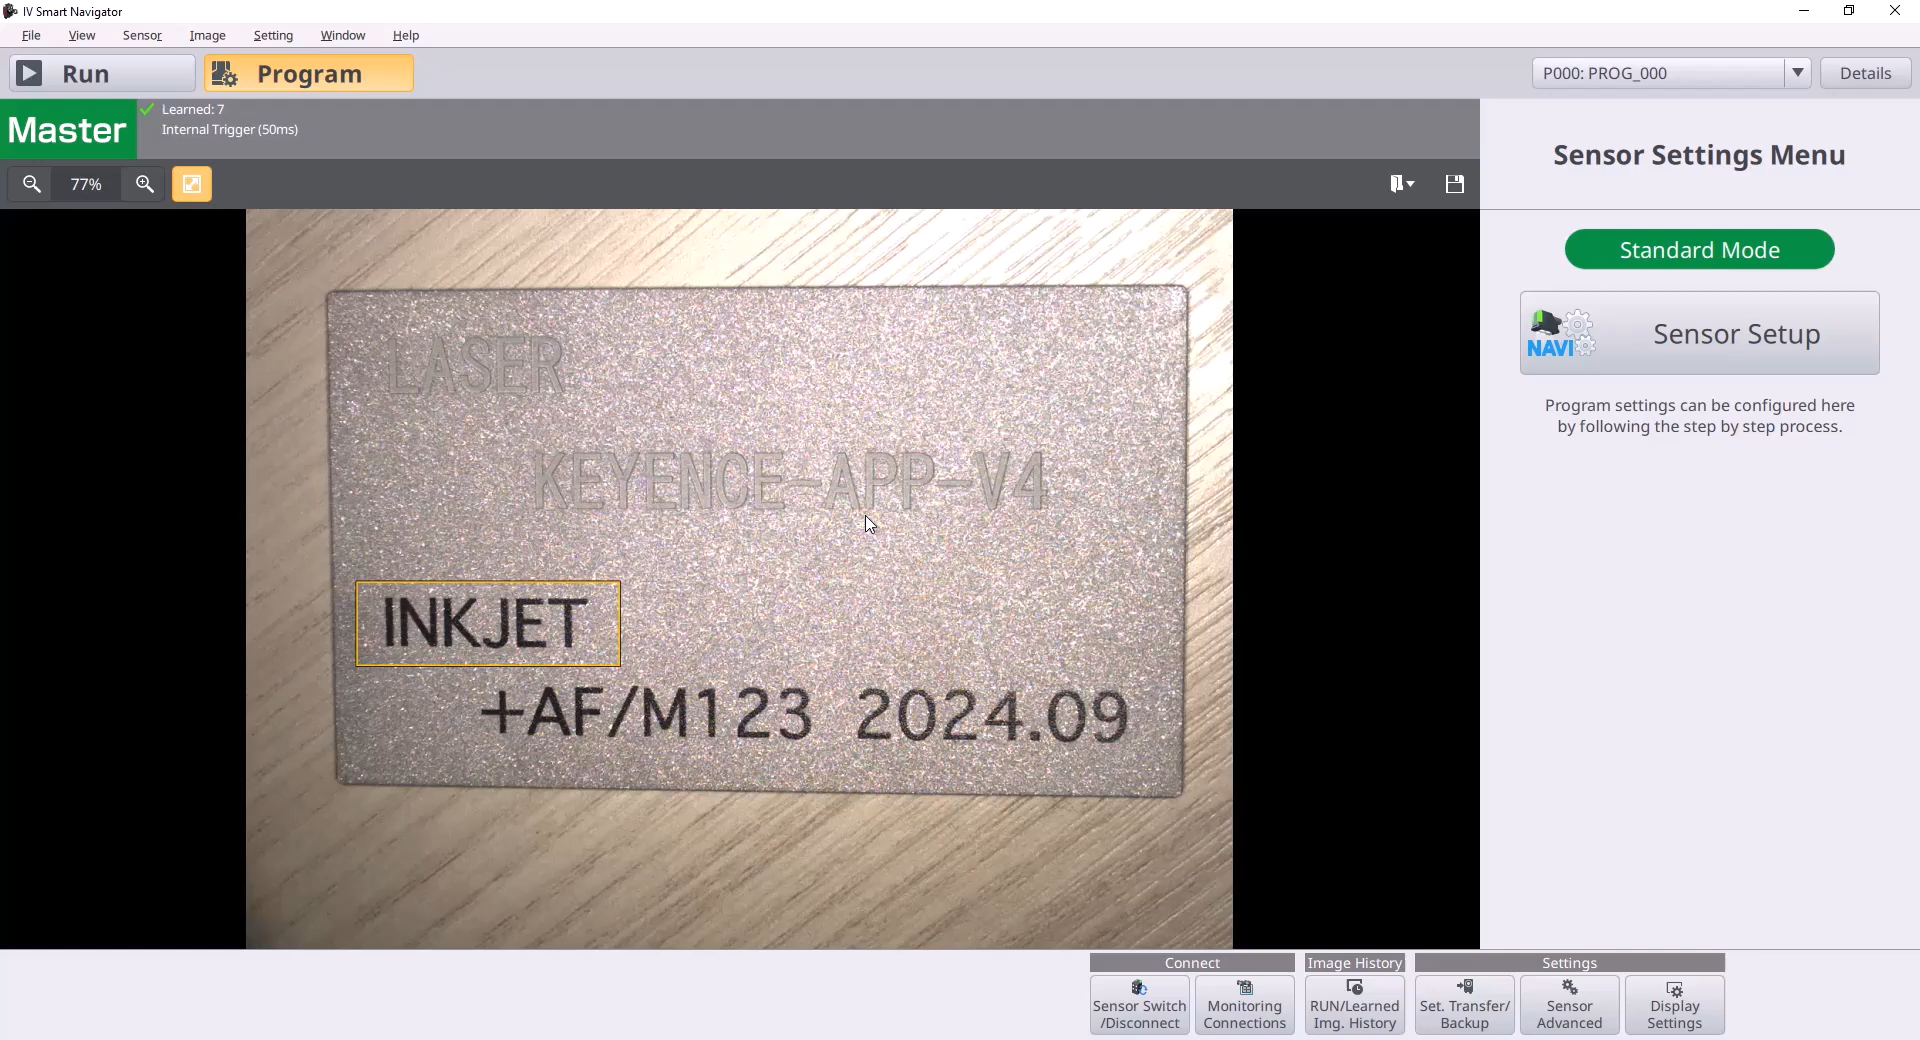 IV Smart Navigator
File View Sensor Image Setting Window Help
Run Program P000: PROG_000 Details
Master Learned: 7
Internal Trigger (50ms)
77%
Sensor Settings Menu
Standard Mode
NAVI Sensor Setup
Program settings can be configured here
by following the step by step process.
LASER
KEYENCE-APP-V4
INKJET
+AF/M123 2024.09
Connect Image History Settings
Sensor Switch
/Disconnect
Monitoring
Connections
RUN/Learned
Img. History
Set. Transfer/
Backup
Sensor
Advanced
Display
Settings